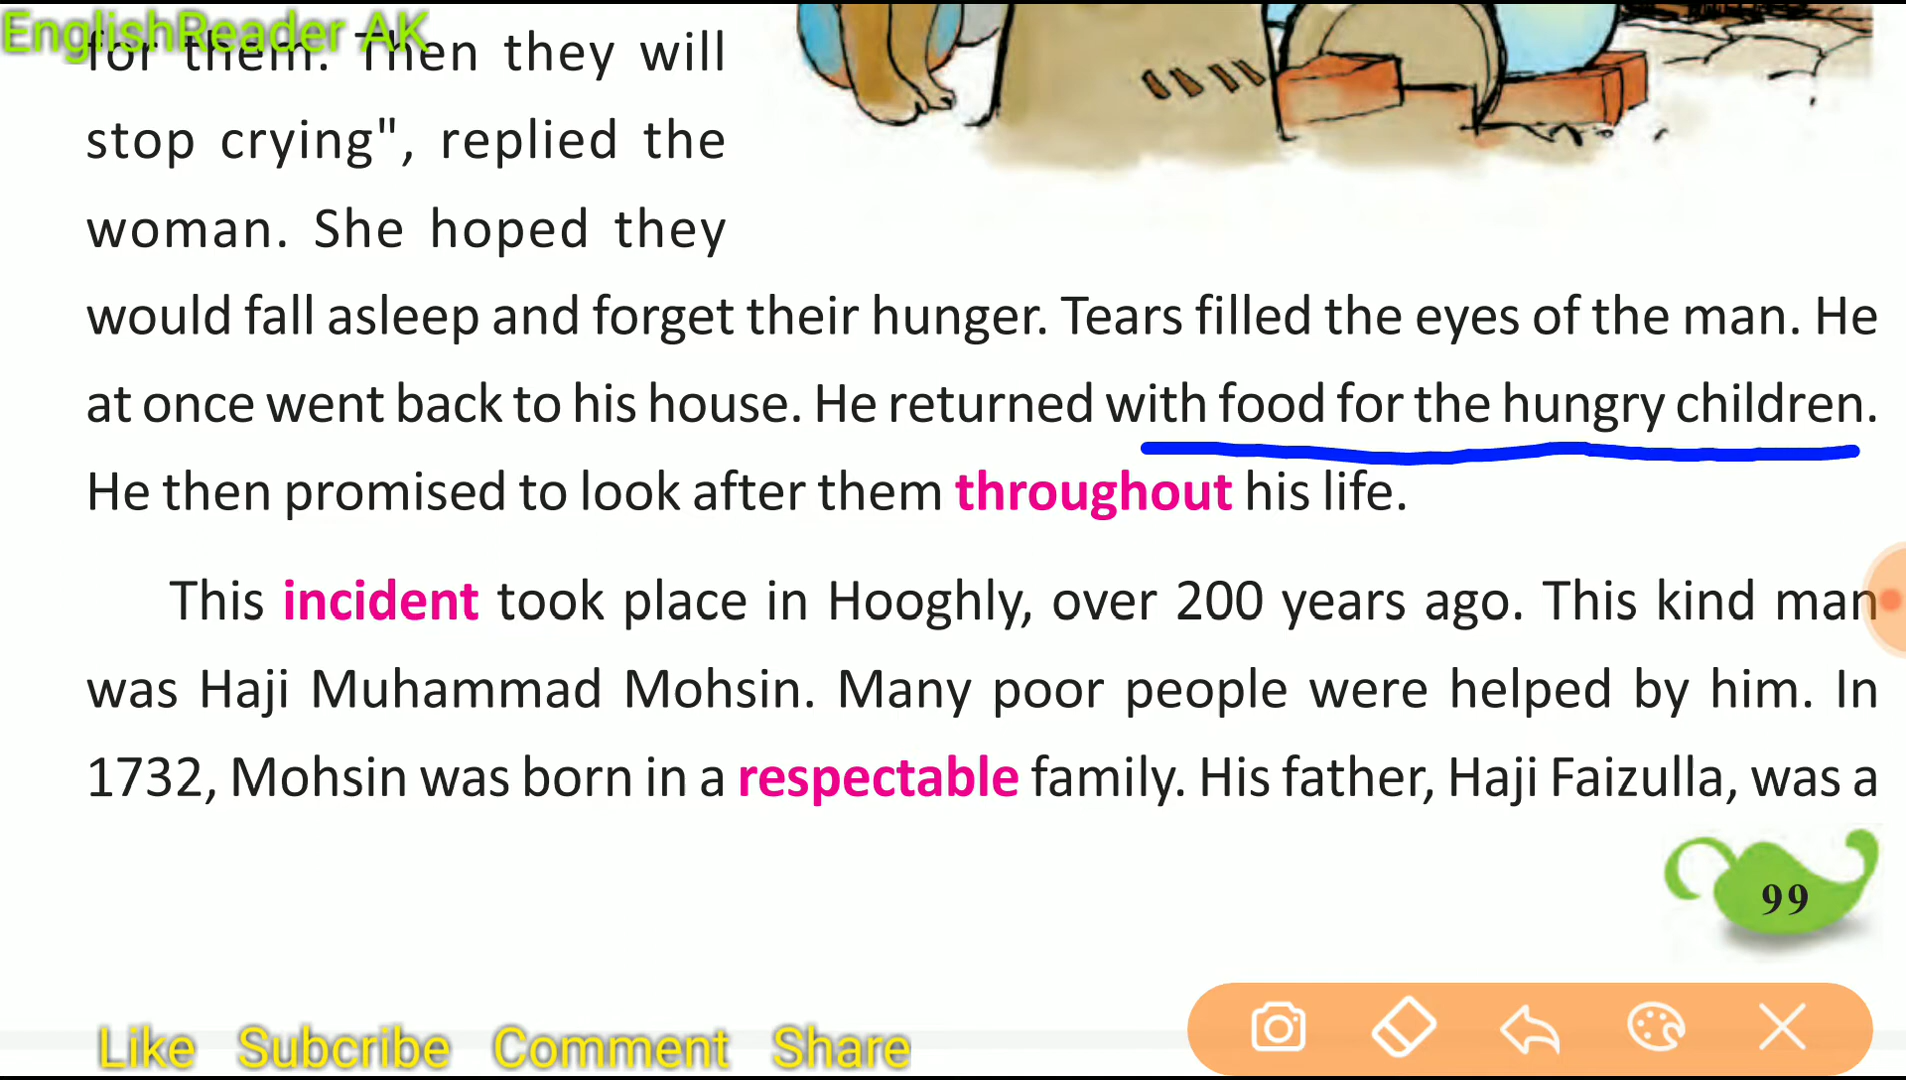 EnglishReader AK
for them. Then they will
stop crying", replied the
woman. She hoped they
would fall asleep and forget their hunger. Tears filled the eyes of the man. He
at once went back to his house. He returned with food for the hungry children.
He then promised to look after them throughout his life.
This incident took place in Hooghly, over 200 years ago. This kind man
was Haji Muhammad Mohsin. Many poor people were helped by him. In
1732, Mohsin was born in a respectable family. His father, Haji Faizulla, was a
99
Like Subcribe Comment Share